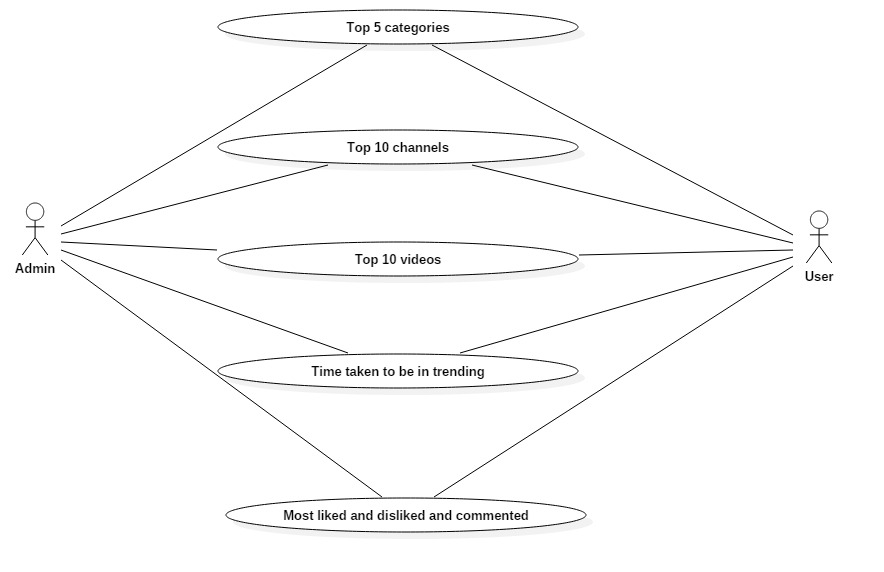 Top 5 categories
Top 10 channels
Admin
User
Top 10 videos
Time taken to be in trending
Most liked and disliked and commented